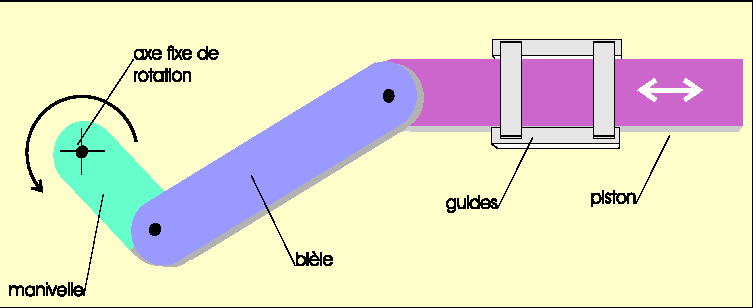 axe fixe de
rotation
guides
piston
bièle
manivelle